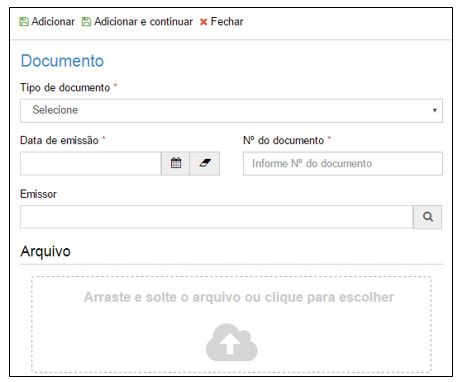 Adicionar Adicionar e continuar Fechar
Documento
Tipo de documento *
Selecione
Data de emissão * Nº do documento *
Informe Nº do documento
Emissor
Arquivo
Arraste e solte o arquivo ou clique para escolher